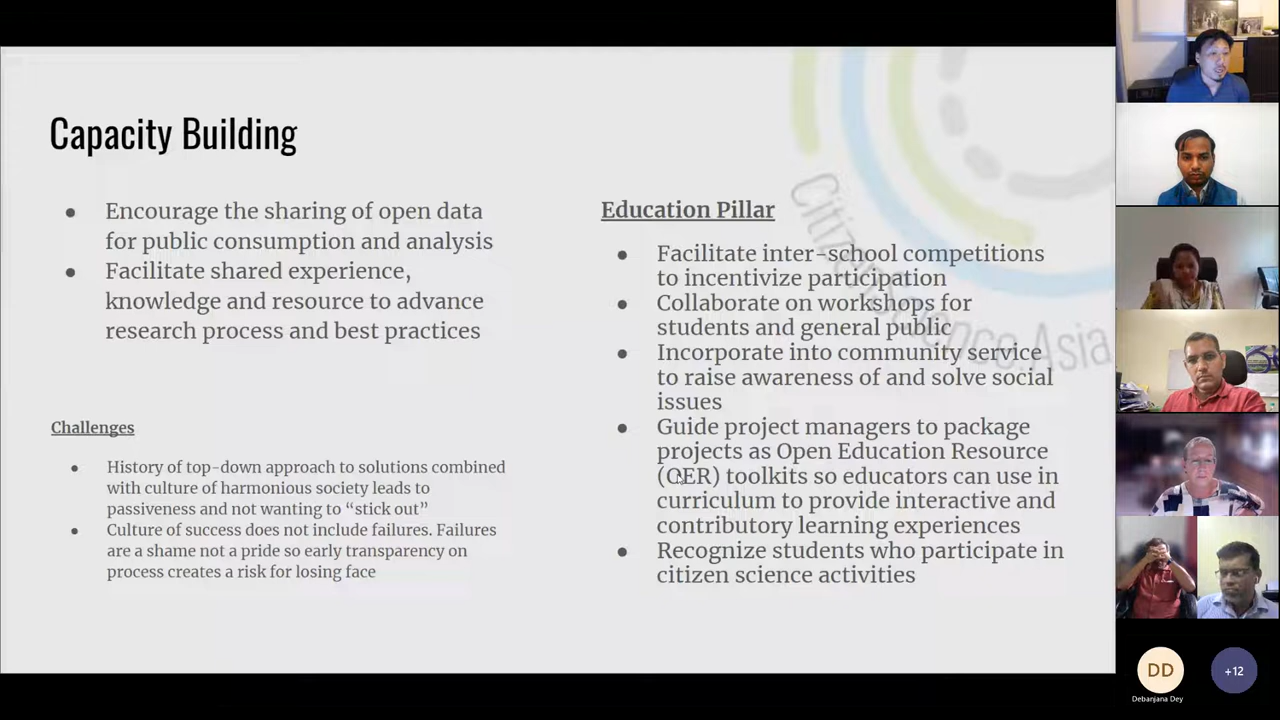 Capacity Building
● Encourage the sharing of open data
for public consumption and analysis
● Facilitate shared experience,
knowledge and resource to advance
research process and best practices
Challenges
● History of top-down approach to solutions combined
with culture of harmonious society leads to
passiveness and not wanting to “stick out”
● Culture of success does not include failures. Failures
are a shame not a pride so early transparency on
process creates a risk for losing face
Education Pillar
● Facilitate inter-school competitions
to incentivize participation
● Collaborate on workshops for
students and general public
● Incorporate into community service
to raise awareness of and solve social
issues
● Guide project managers to package
projects as Open Education Resource
(OER) toolkits so educators can use in
curriculum to provide interactive and
contributory learning experiences
● Recognize students who participate in
citizen science activities
CitizenScience.Asia
DD
Debanjana Dey
+12